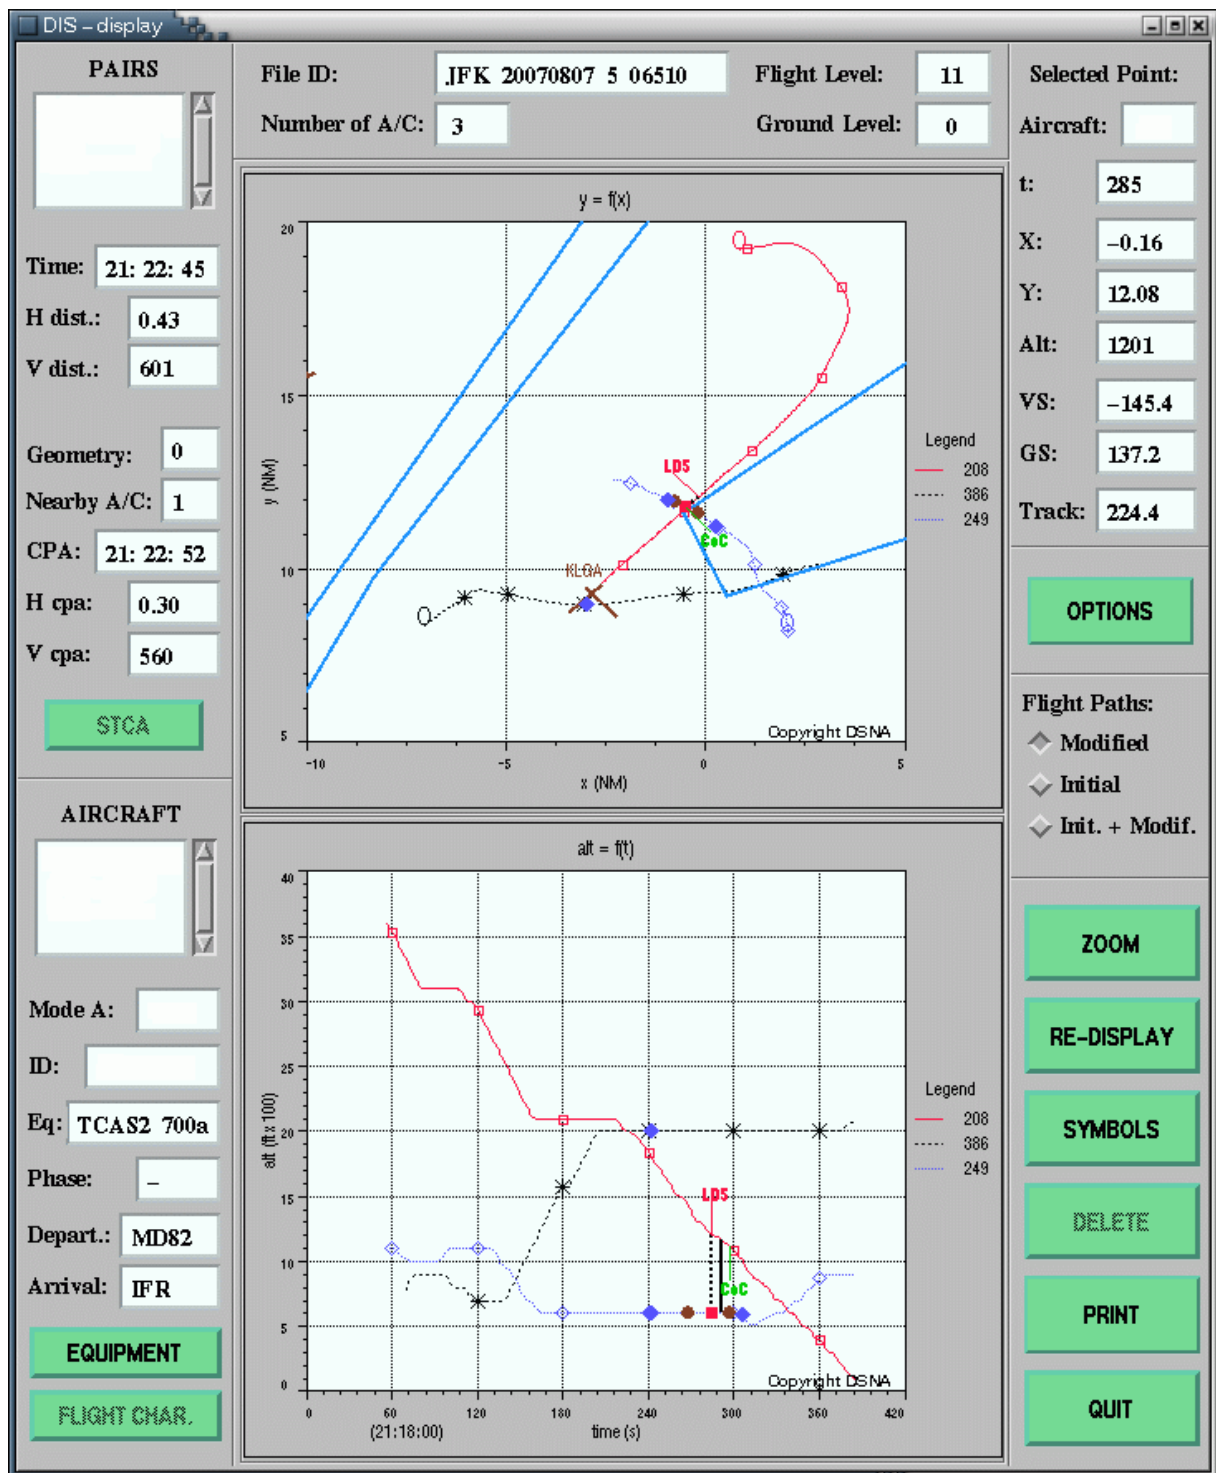 DIS – display
PAIRS
Time: 21: 22: 45
H dist.: 0.43
V dist.: 601
Geometry: 0
Nearby A/C: 1
CPA: 21: 22: 52
H cpa: 0.30
V cpa: 560
STCA
AIRCRAFT
Mode A:
ID:
Eq: TCAS2 700a
Phase: –
Depart.: MD82
Arrival: IFR
EQUIPMENT
FLIGHT CHAR.
File ID: JFK 20070807 5 06510
Flight Level: 11
Number of A/C: 3
Ground Level: 0
y = f(x)
20
15
10
5
y (NM)
-10 -5 0 5
x (NM)
LDS
CoC
KLGA
Legend
208
386
249
Copyright DSNA
alt = f(t)
40
35
30
25
20
15
10
5
0
alt (ft x 100)
LDS
CoC
Legend
208
386
249
Copyright DSNA
0 60 120 180 240 300 360 420
(21:18:00) time (s)
Selected Point:
Aircraft:
t: 285
X: –0.16
Y: 12.08
Alt: 1201
VS: –145.4
GS: 137.2
Track: 224.4
OPTIONS
Flight Paths:
Modified
Initial
Init. + Modif.
ZOOM
RE-DISPLAY
SYMBOLS
DELETE
PRINT
QUIT